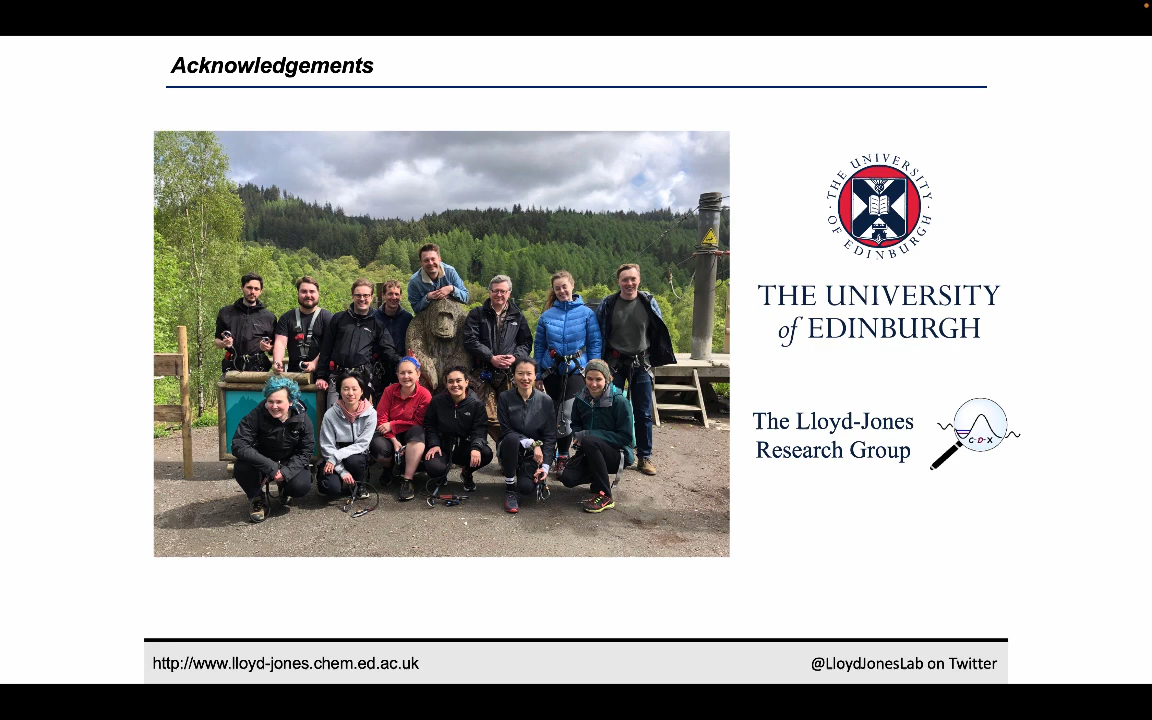 Acknowledgements
THE UNIVERSITY OF EDINBURGH
THE UNIVERSITY
of EDINBURGH
The Lloyd-Jones
Research Group
C-D-X
http://www.lloyd-jones.chem.ed.ac.uk
@LloydJonesLab on Twitter